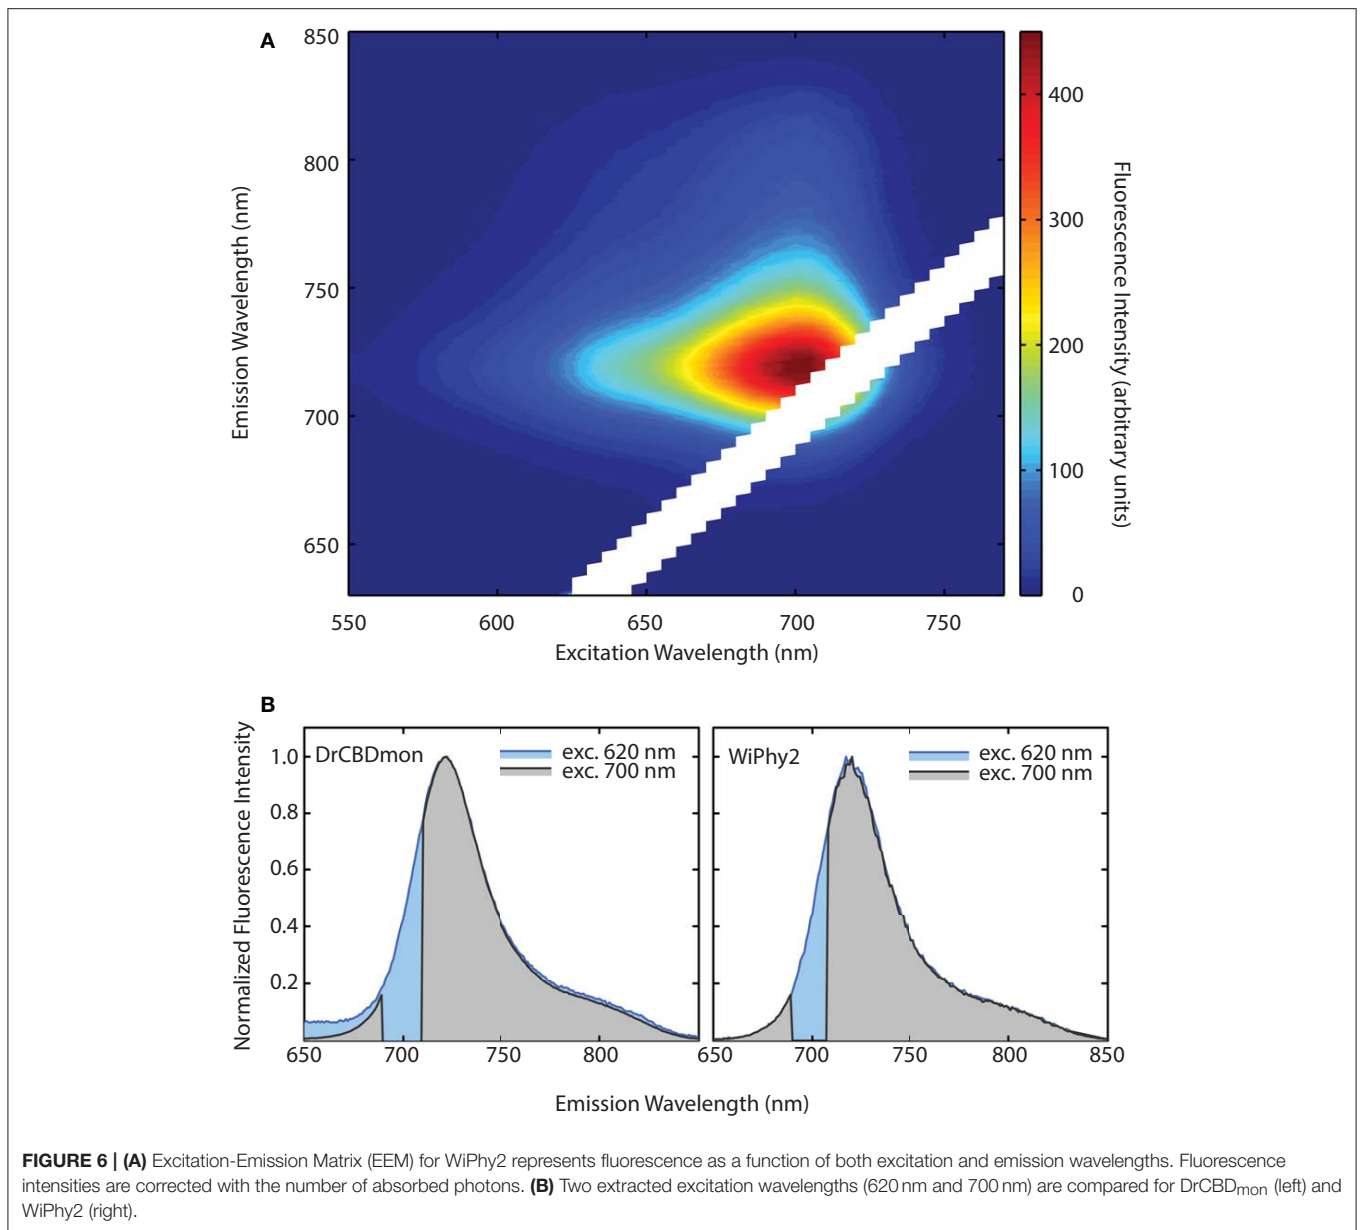 A
850
800
750
700
650
Emission Wavelength (nm)
550 600 650 700 750
Excitation Wavelength (nm)
400
300
200
100
0
Fluorescence Intensity (arbitrary units)
B
Normalized Fluorescence Intensity
1.0
0.8
0.6
0.4
0.2
DrCBDmon
exc. 620 nm
exc. 700 nm
650 700 750 800
WiPhy2
exc. 620 nm
exc. 700 nm
650 700 750 800 850
Emission Wavelength (nm)
FIGURE 6 | (A) Excitation-Emission Matrix (EEM) for WiPhy2 represents fluorescence as a function of both excitation and emission wavelengths. Fluorescence
intensities are corrected with the number of absorbed photons. (B) Two extracted excitation wavelengths (620 nm and 700 nm) are compared for DrCBDmon (left) and
WiPhy2 (right).